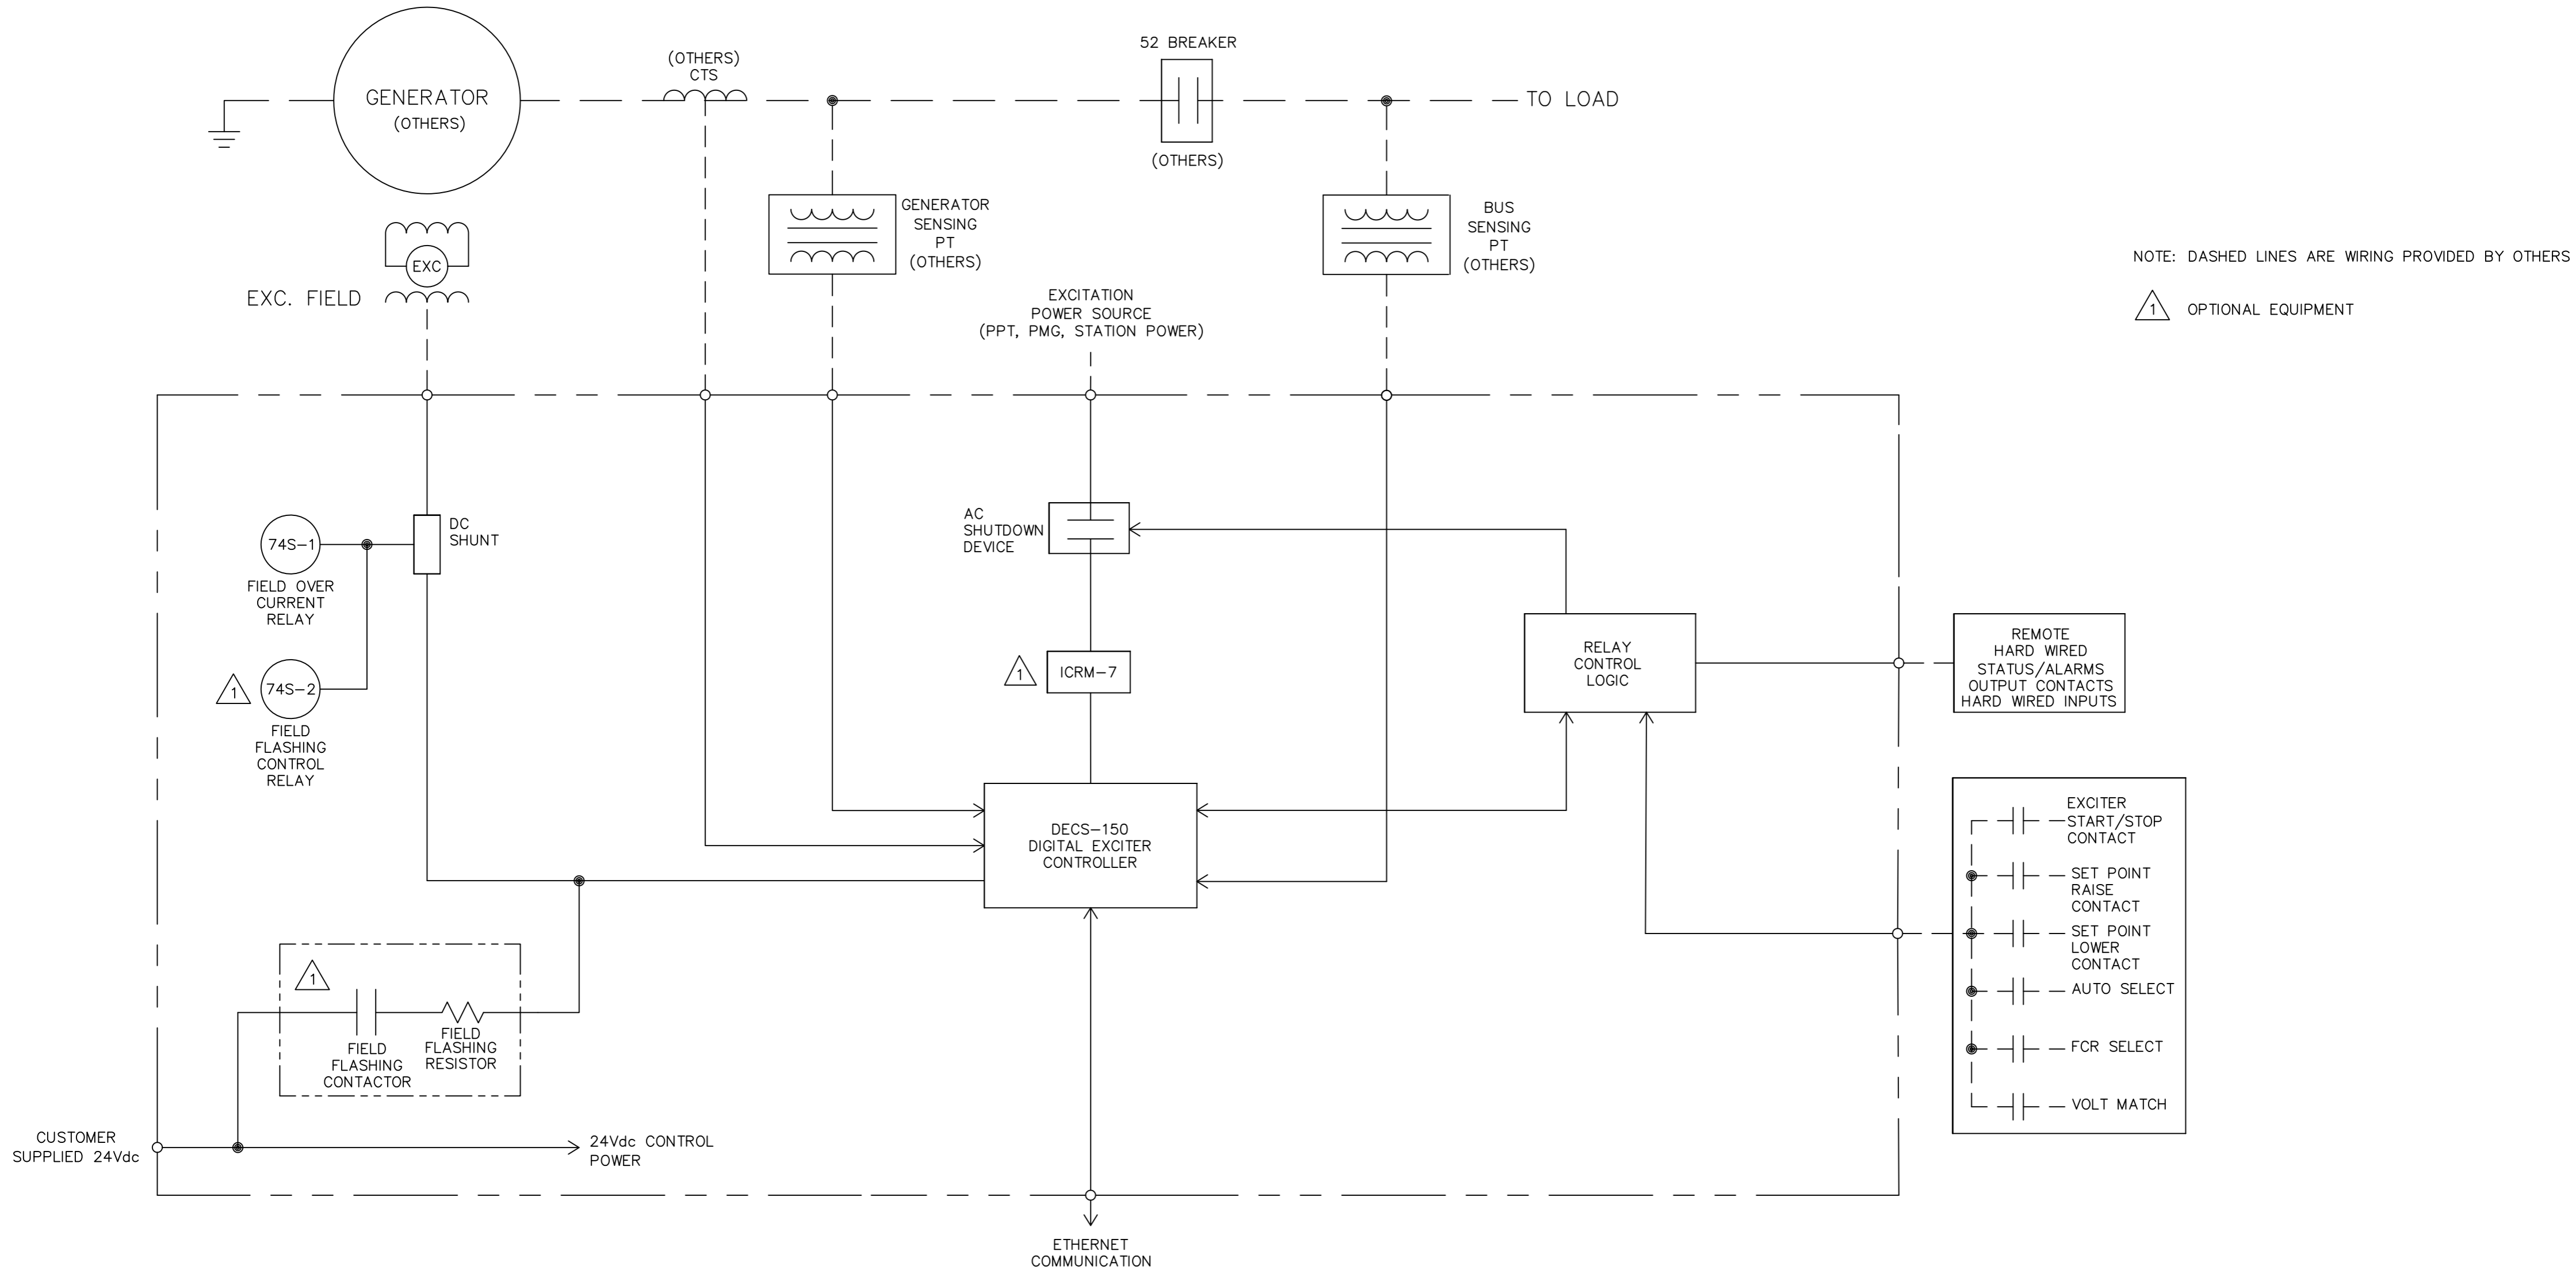 52 BREAKER
(OTHERS)
CTS
GENERATOR
(OTHERS)
TO LOAD
(OTHERS)
GENERATOR
SENSING
PT
(OTHERS)
BUS
SENSING
PT
(OTHERS)
NOTE: DASHED LINES ARE WIRING PROVIDED BY OTHERS
1 OPTIONAL EQUIPMENT
EXC
EXC. FIELD
EXCITATION
POWER SOURCE
(PPT, PMG, STATION POWER)
AC
SHUTDOWN
DEVICE
DC
SHUNT
74S-1
FIELD OVER
CURRENT
RELAY
1
74S-2
FIELD
FLASHING
CONTROL
RELAY
1
ICRM-7
RELAY
CONTROL
LOGIC
REMOTE
HARD WIRED
STATUS/ALARMS
OUTPUT CONTACTS
HARD WIRED INPUTS
DECS-150
DIGITAL EXCITER
CONTROLLER
EXCITER
START/STOP
CONTACT
SET POINT
RAISE
CONTACT
SET POINT
LOWER
CONTACT
AUTO SELECT
FCR SELECT
VOLT MATCH
1
FIELD
FLASHING
CONTACTOR
FIELD
FLASHING
RESISTOR
CUSTOMER
SUPPLIED 24Vdc
24Vdc CONTROL
POWER
ETHERNET
COMMUNICATION